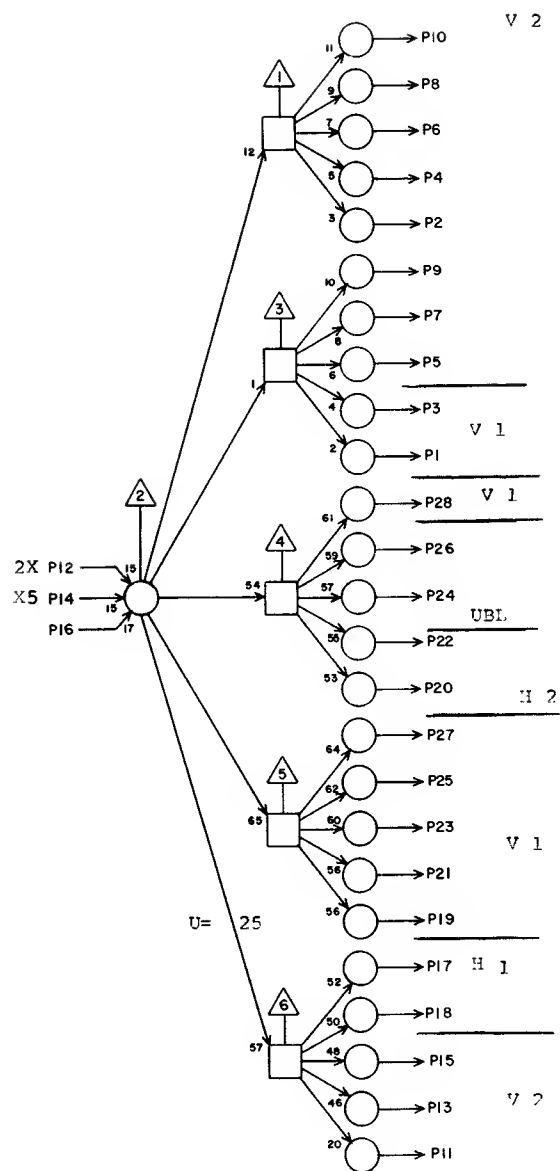 V 2
11 P10
1
9 P8
7 P6
12
5 P4
3 P2
10 P9
3
8 P7
6 P5
1
4 P3
V 1
2 P1
61 P28 V 1
2
4
59 P26
2X P12 15
54 57 P24
X5 P14 15
UBL
P16 17
55 P22
53 P20
H 2
64 P27
5
62 P25
65 60 P23
V 1
56 P21
56 P19
U= 25
52 P17 H 1
6
50 P18
57 48 P15
46 P13 V 2
20 P11